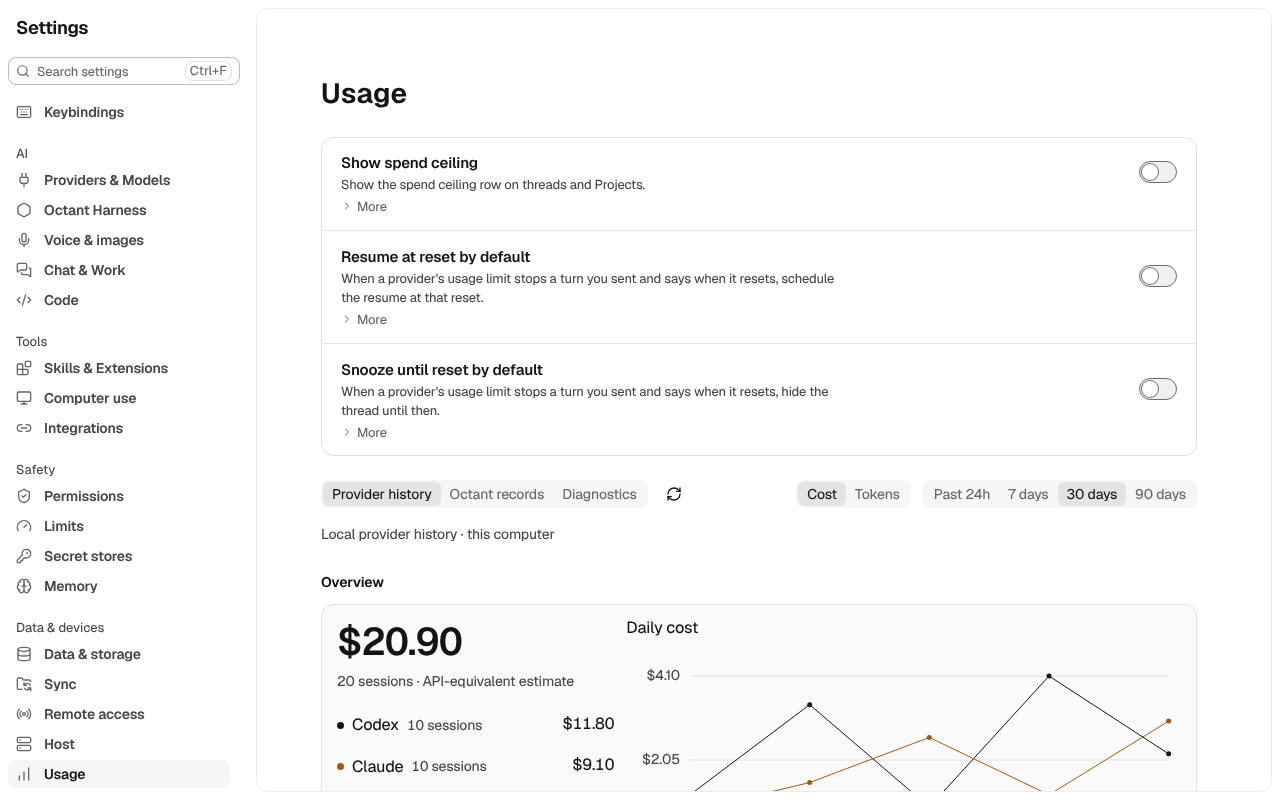 Settings
Search settings
Ctrl+F
Keybindings
AI
Providers & Models
Octant Harness
Voice & images
Chat & Work
Code
Tools
Skills & Extensions
Computer use
Integrations
Safety
Permissions
Limits
Secret stores
Memory
Data & devices
Data & storage
Sync
Remote access
Host
Usage
Usage
Show spend ceiling
Show the spend ceiling row on threads and Projects.
More
Resume at reset by default
When a provider's usage limit stops a turn you sent and says when it resets, schedule
the resume at that reset.
More
Snooze until reset by default
When a provider's usage limit stops a turn you sent and says when it resets, hide the
thread until then.
More
Provider history Octant records Diagnostics
Cost Tokens
Past 24h 7 days 30 days 90 days
Local provider history · this computer
Overview
$20.90
20 sessions · API-equivalent estimate
Codex 10 sessions $11.80
Claude 10 sessions $9.10
Daily cost
$4.10
$2.05